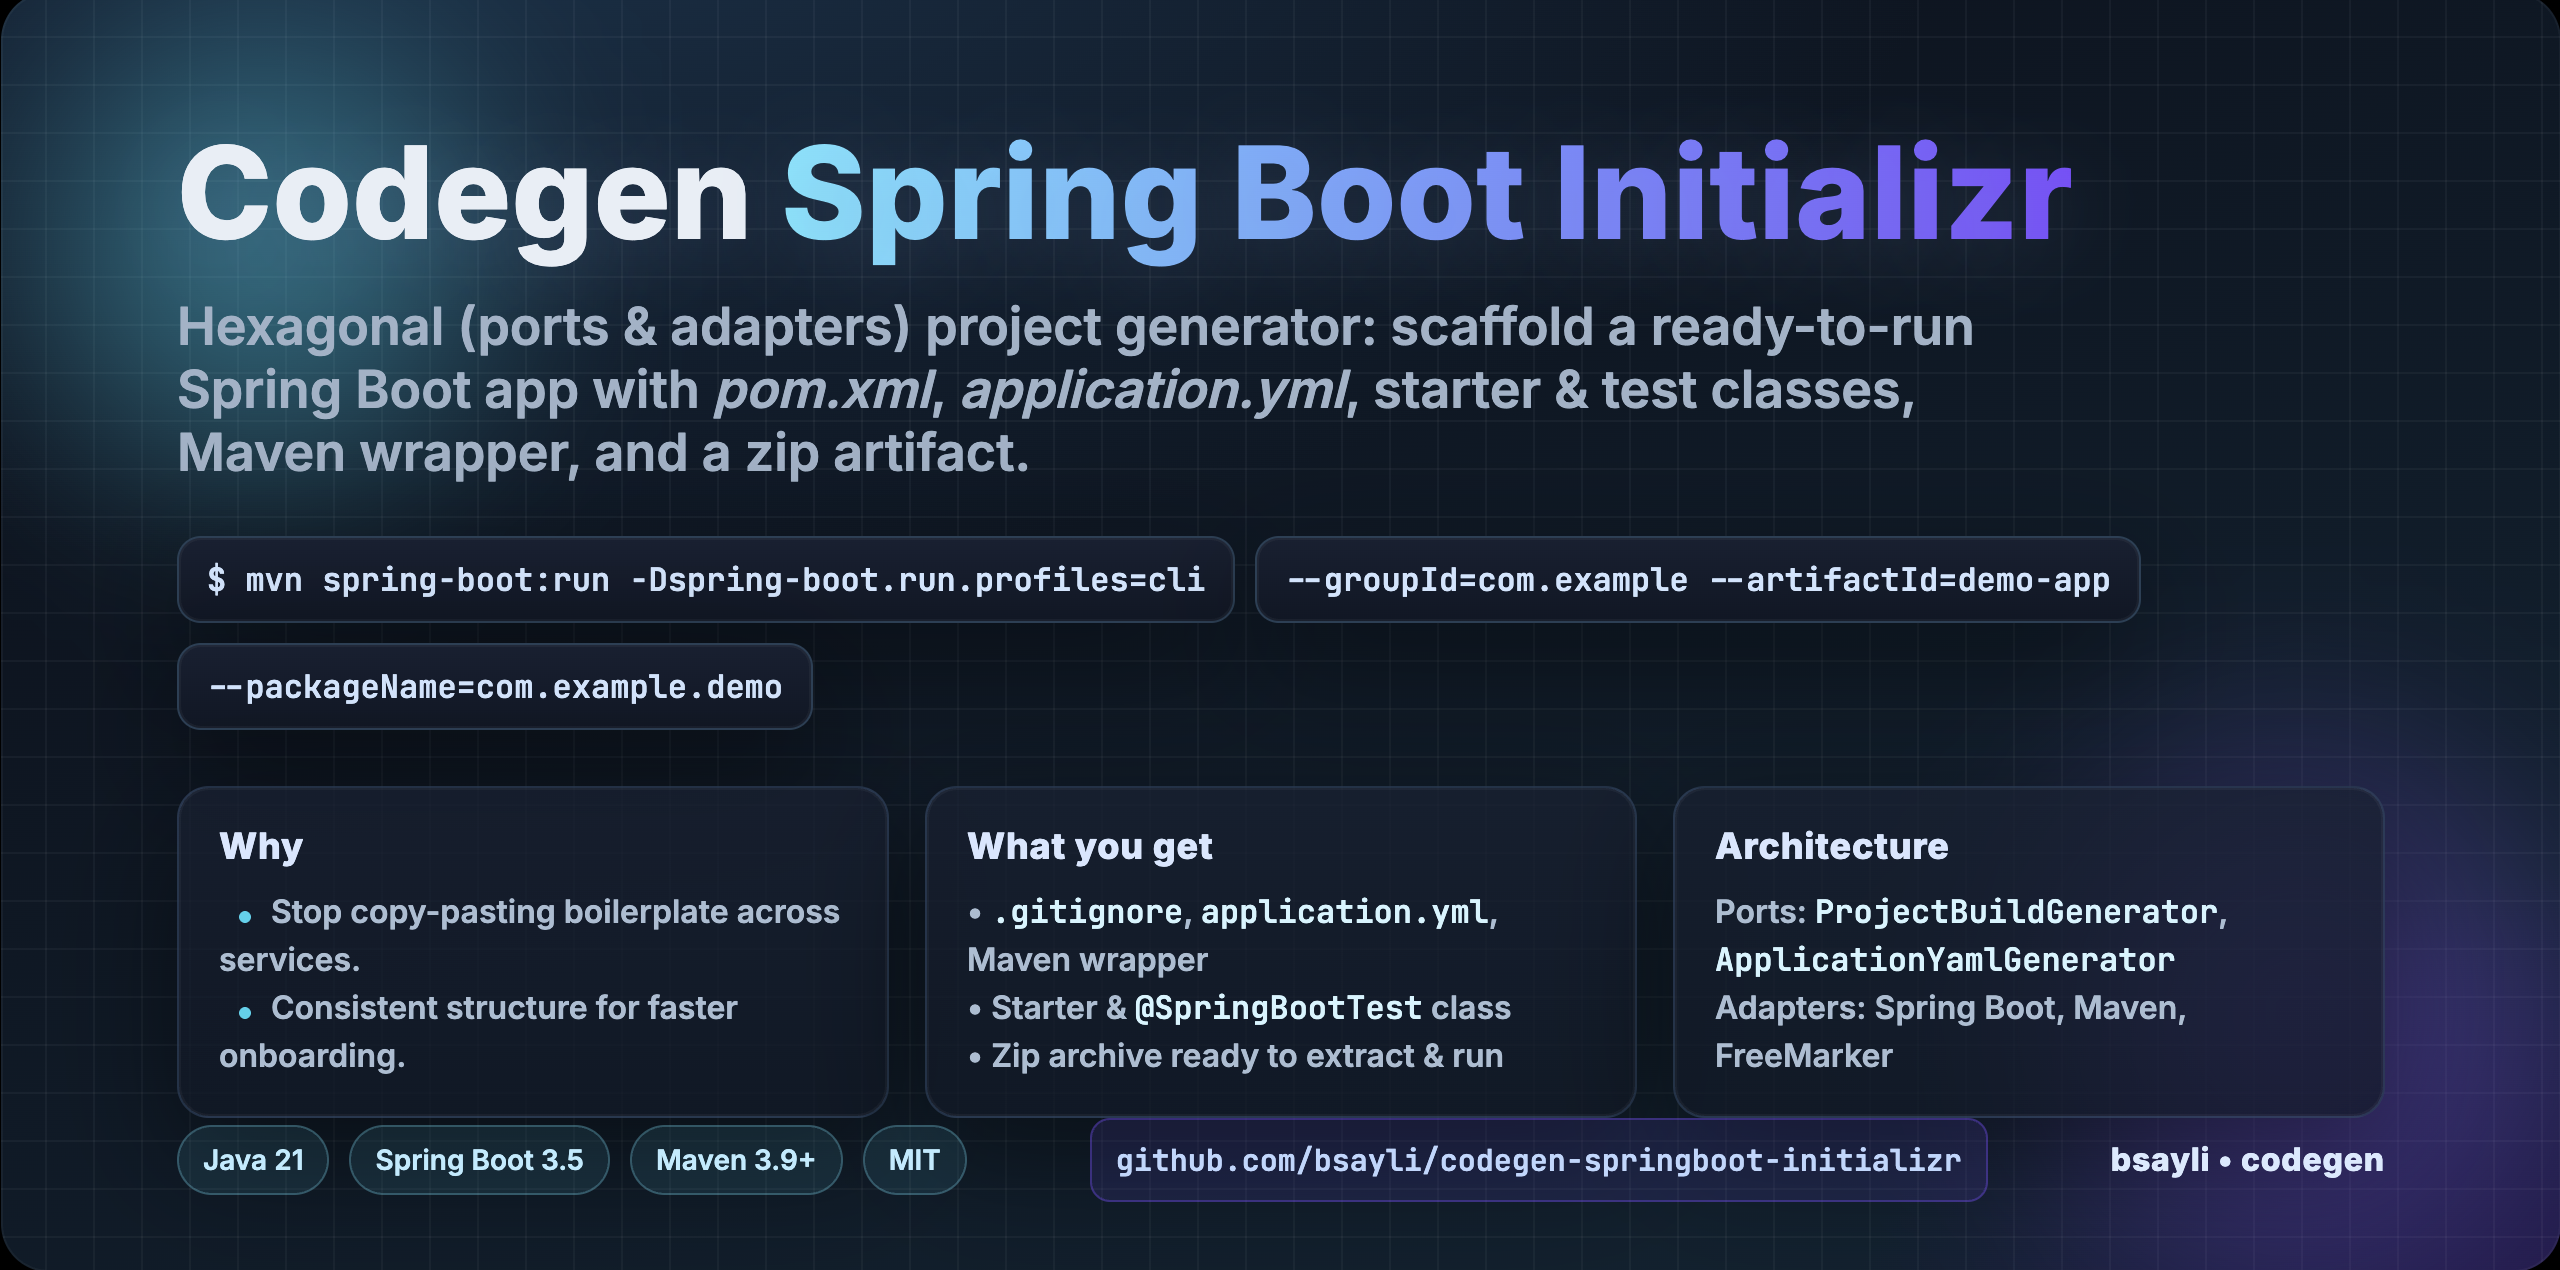 Codegen Spring Boot Initializr
Hexagonal (ports & adapters) project generator: scaffold a ready-to-run
Spring Boot app with pom.xml, application.yml, starter & test classes,
Maven wrapper, and a zip artifact.
$ mvn spring-boot:run -Dspring-boot.run.profiles=cli
--groupId=com.example --artifactId=demo-app
--packageName=com.example.demo
Why
• Stop copy-pasting boilerplate across
services.
• Consistent structure for faster
onboarding.
What you get
• .gitignore, application.yml,
Maven wrapper
• Starter & @SpringBootTest class
• Zip archive ready to extract & run
Architecture
Ports: ProjectBuildGenerator,
ApplicationYamlGenerator
Adapters: Spring Boot, Maven,
FreeMarker
Java 21
Spring Boot 3.5
Maven 3.9+
MIT
github.com/bsayli/codegen-springboot-initializr
bsayli • codegen